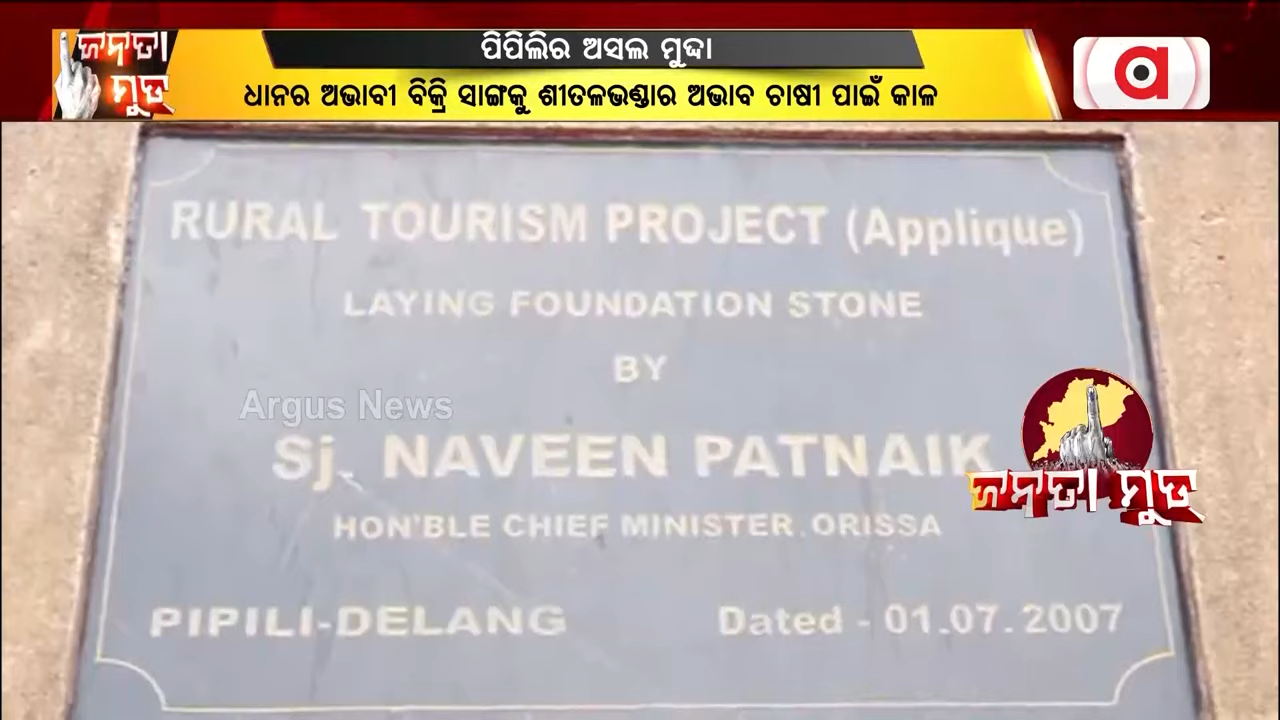 ଜନତା ମୁଡ୍
ପିପିଲିର ଅସଲ ମୁଦ୍ଦା
ଧାନର ଅଭାବୀ ବିକ୍ରି ସାଙ୍ଗକୁ ଶୀତଳଭଣ୍ଡାର ଅଭାବ ଚାଷୀ ପାଇଁ କାଳ
a
RURAL TOURISM PROJECT (Applique)
LAYING FOUNDATION STONE
BY
Argus News
Sj. NAVEEN PATNAIK
ଜନତା ମୁଡ୍
HON'BLE CHIEF MINISTER, ORISSA
PIPILI-DELANG Dated - 01.07.2007